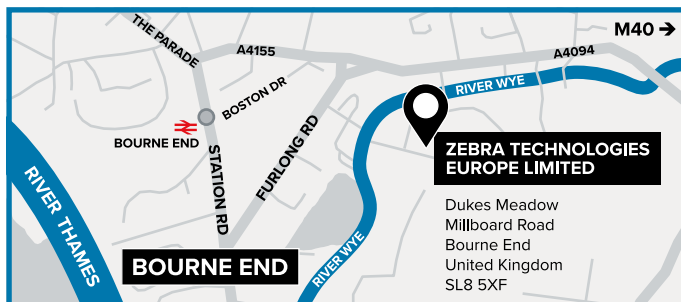 THE PARADE
A4155
A4094
M40 →
RIVER WYE
BOSTON DR
BOURNE END
STATION RD
FURLONG RD
ZEBRA TECHNOLOGIES
EUROPE LIMITED
Dukes Meadow
Millboard Road
Bourne End
United Kingdom
SL8 5XF
RIVER THAMES
BOURNE END
RIVER WYE